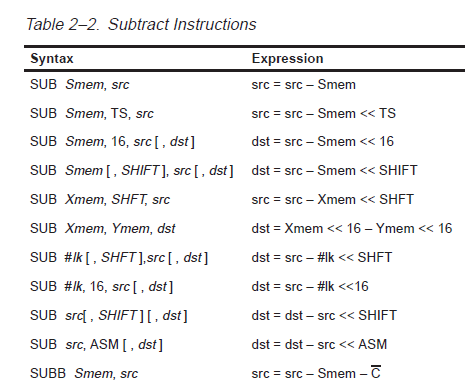 Table 2–2. Subtract Instructions
Syntax Expression
SUB Smem, src src = src – Smem
SUB Smem, TS, src src = src – Smem << TS
SUB Smem, 16, src [ , dst ] dst = src – Smem << 16
SUB Smem [ , SHIFT ], src [ , dst ] dst = src – Smem << SHIFT
SUB Xmem, SHFT, src src = src – Xmem << SHFT
SUB Xmem, Ymem, dst dst = Xmem << 16 – Ymem << 16
SUB #lk [ , SHFT ],src [ , dst ] dst = src – #lk << SHFT
SUB #lk, 16, src [ , dst ] dst = src – #lk <<16
SUB src[ , SHIFT ] [ , dst ] dst = dst – src << SHIFT
SUB src, ASM [ , dst ] dst = dst – src << ASM
SUBB Smem, src src = src – Smem – C̅